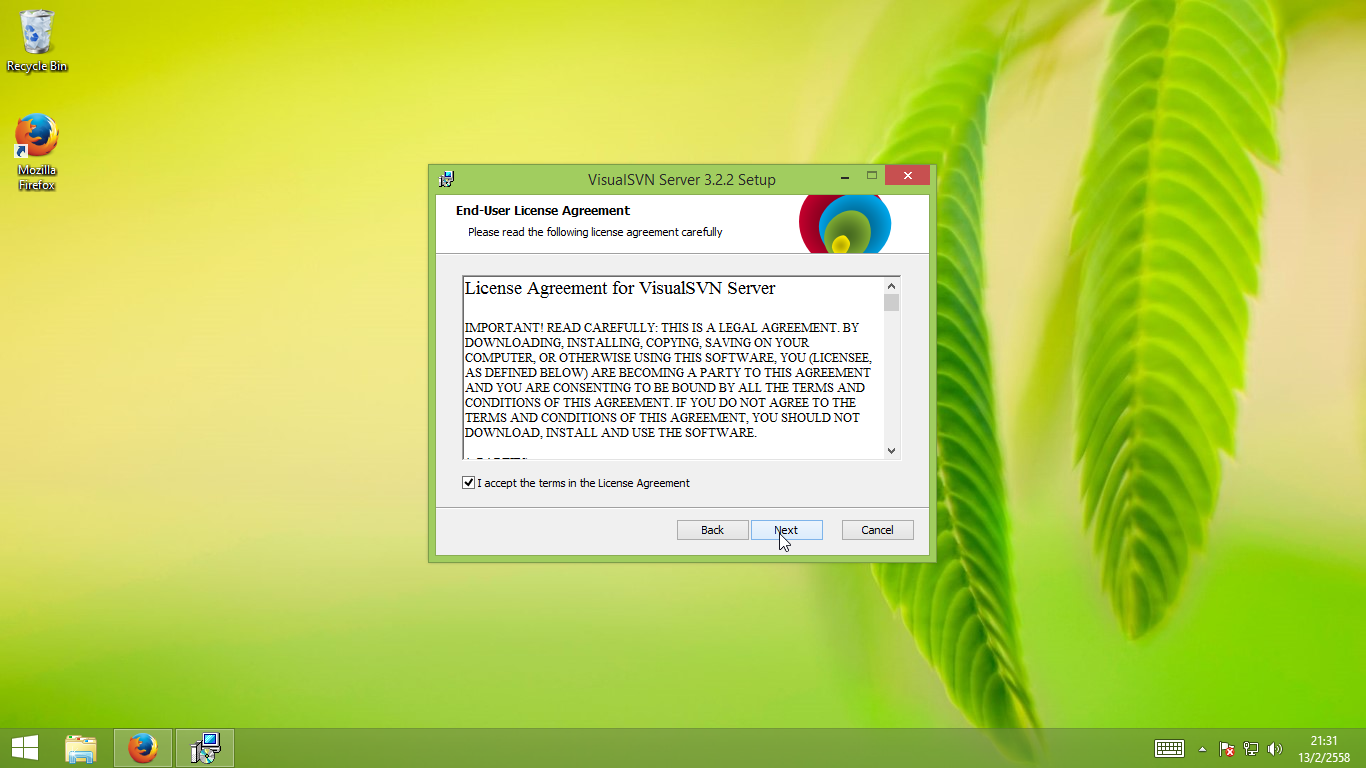 Recycle Bin
Mozilla
Firefox
VisualSVN Server 3.2.2 Setup
End-User License Agreement
Please read the following license agreement carefully
License Agreement for VisualSVN Server
IMPORTANT! READ CAREFULLY: THIS IS A LEGAL AGREEMENT. BY
DOWNLOADING, INSTALLING, COPYING, SAVING ON YOUR
COMPUTER, OR OTHERWISE USING THIS SOFTWARE, YOU (LICENSEE,
AS DEFINED BELOW) ARE BECOMING A PARTY TO THIS AGREEMENT
AND YOU ARE CONSENTING TO BE BOUND BY ALL THE TERMS AND
CONDITIONS OF THIS AGREEMENT. IF YOU DO NOT AGREE TO THE
TERMS AND CONDITIONS OF THIS AGREEMENT, YOU SHOULD NOT
DOWNLOAD, INSTALL AND USE THE SOFTWARE.
I accept the terms in the License Agreement
Back Next Cancel
21:31
13/2/2558